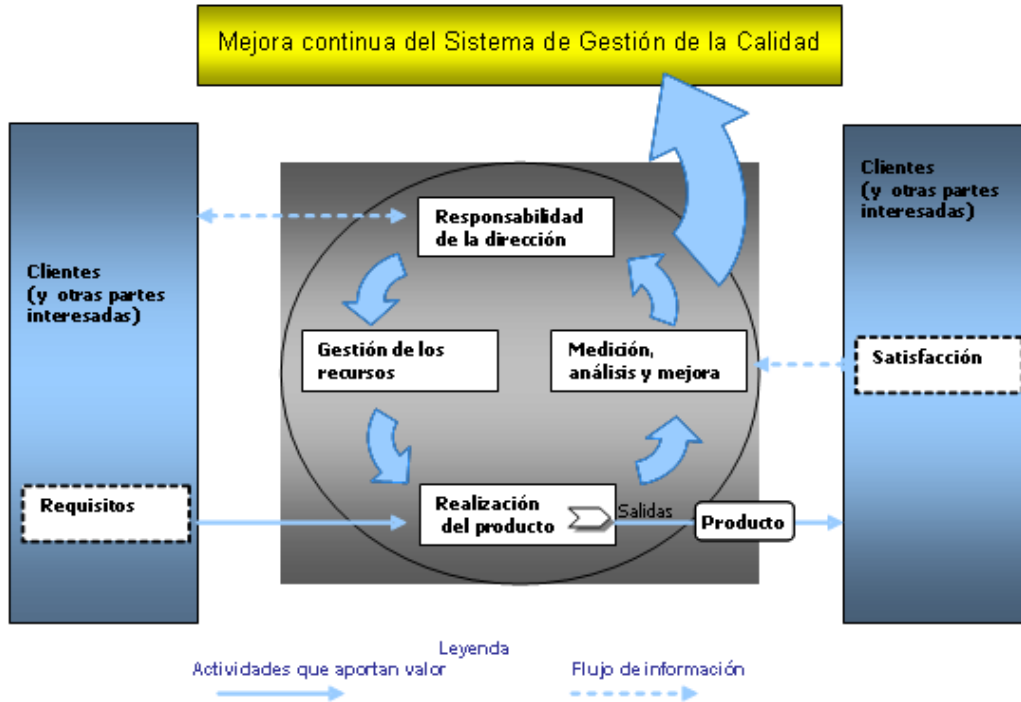 Mejora continua del Sistema de Gestión de la Calidad
Clientes
(y otras partes
interesadas)
Responsabilidad
de la dirección
Clientes
(y otras partes
interesadas)
Gestión de los
recursos
Medición,
análisis y mejora
Satisfacción
Requisitos
Realización
del producto
Salidas
Producto
Leyenda
Actividades que aportan valor
Flujo de información